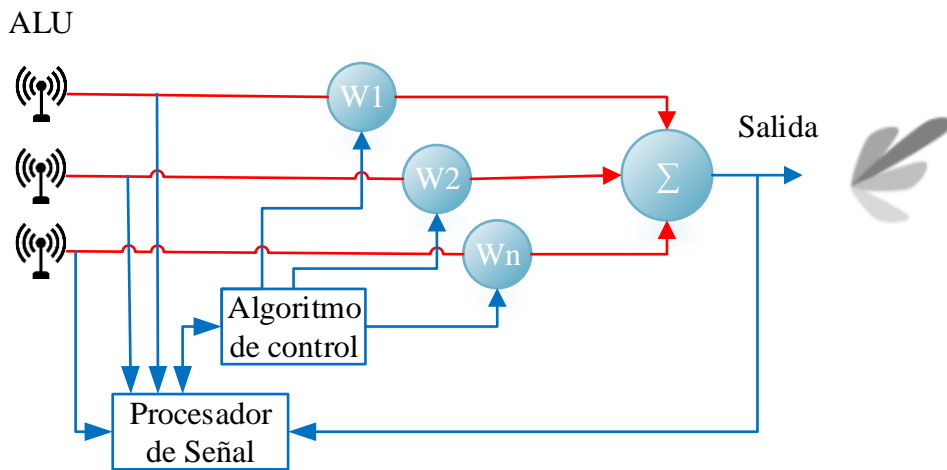 ALU
W1
Salida
W2
Σ
Wn
Algoritmo
de control
Procesador
de Señal